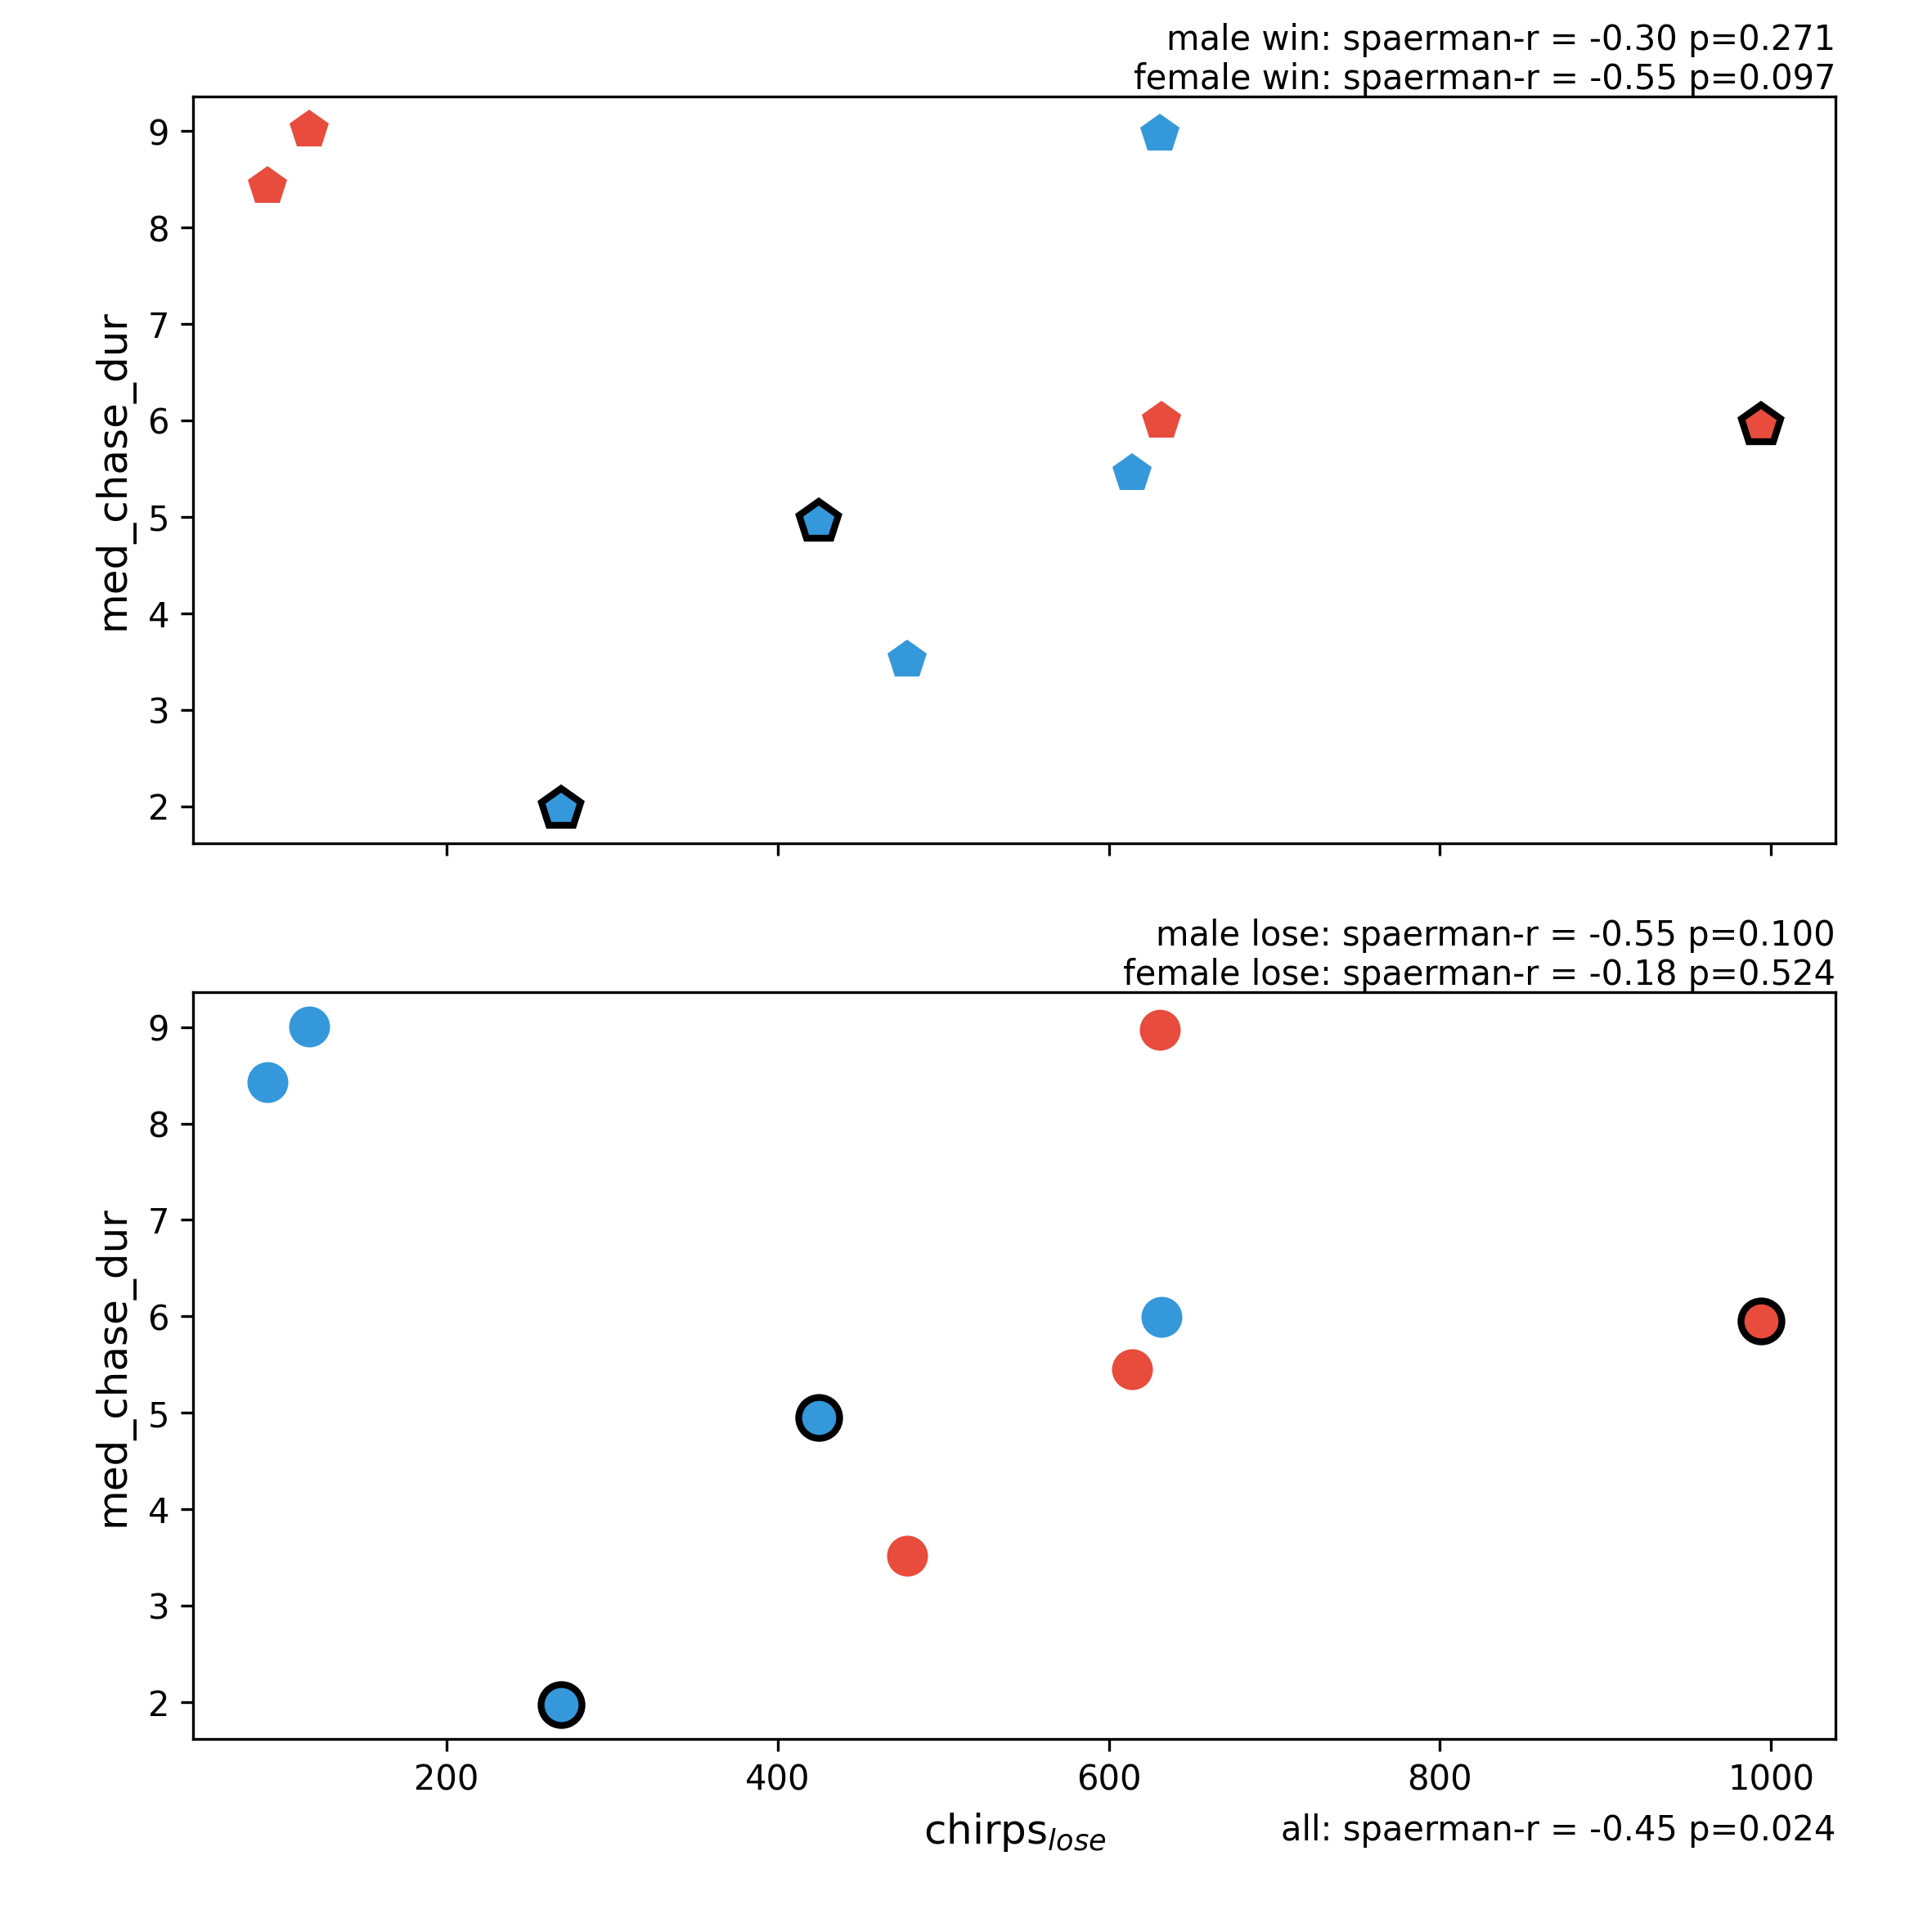 male win: spaerman-r = -0.30 p=0.271
female win: spaerman-r = -0.55 p=0.097
9
8
7
6
5
4
3
2
med_chase_dur
male lose: spaerman-r = -0.55 p=0.100
female lose: spaerman-r = -0.18 p=0.524
9
8
7
6
5
4
3
2
med_chase_dur
200 400 600 800 1000
chirps_lose
all: spaerman-r = -0.45 p=0.024